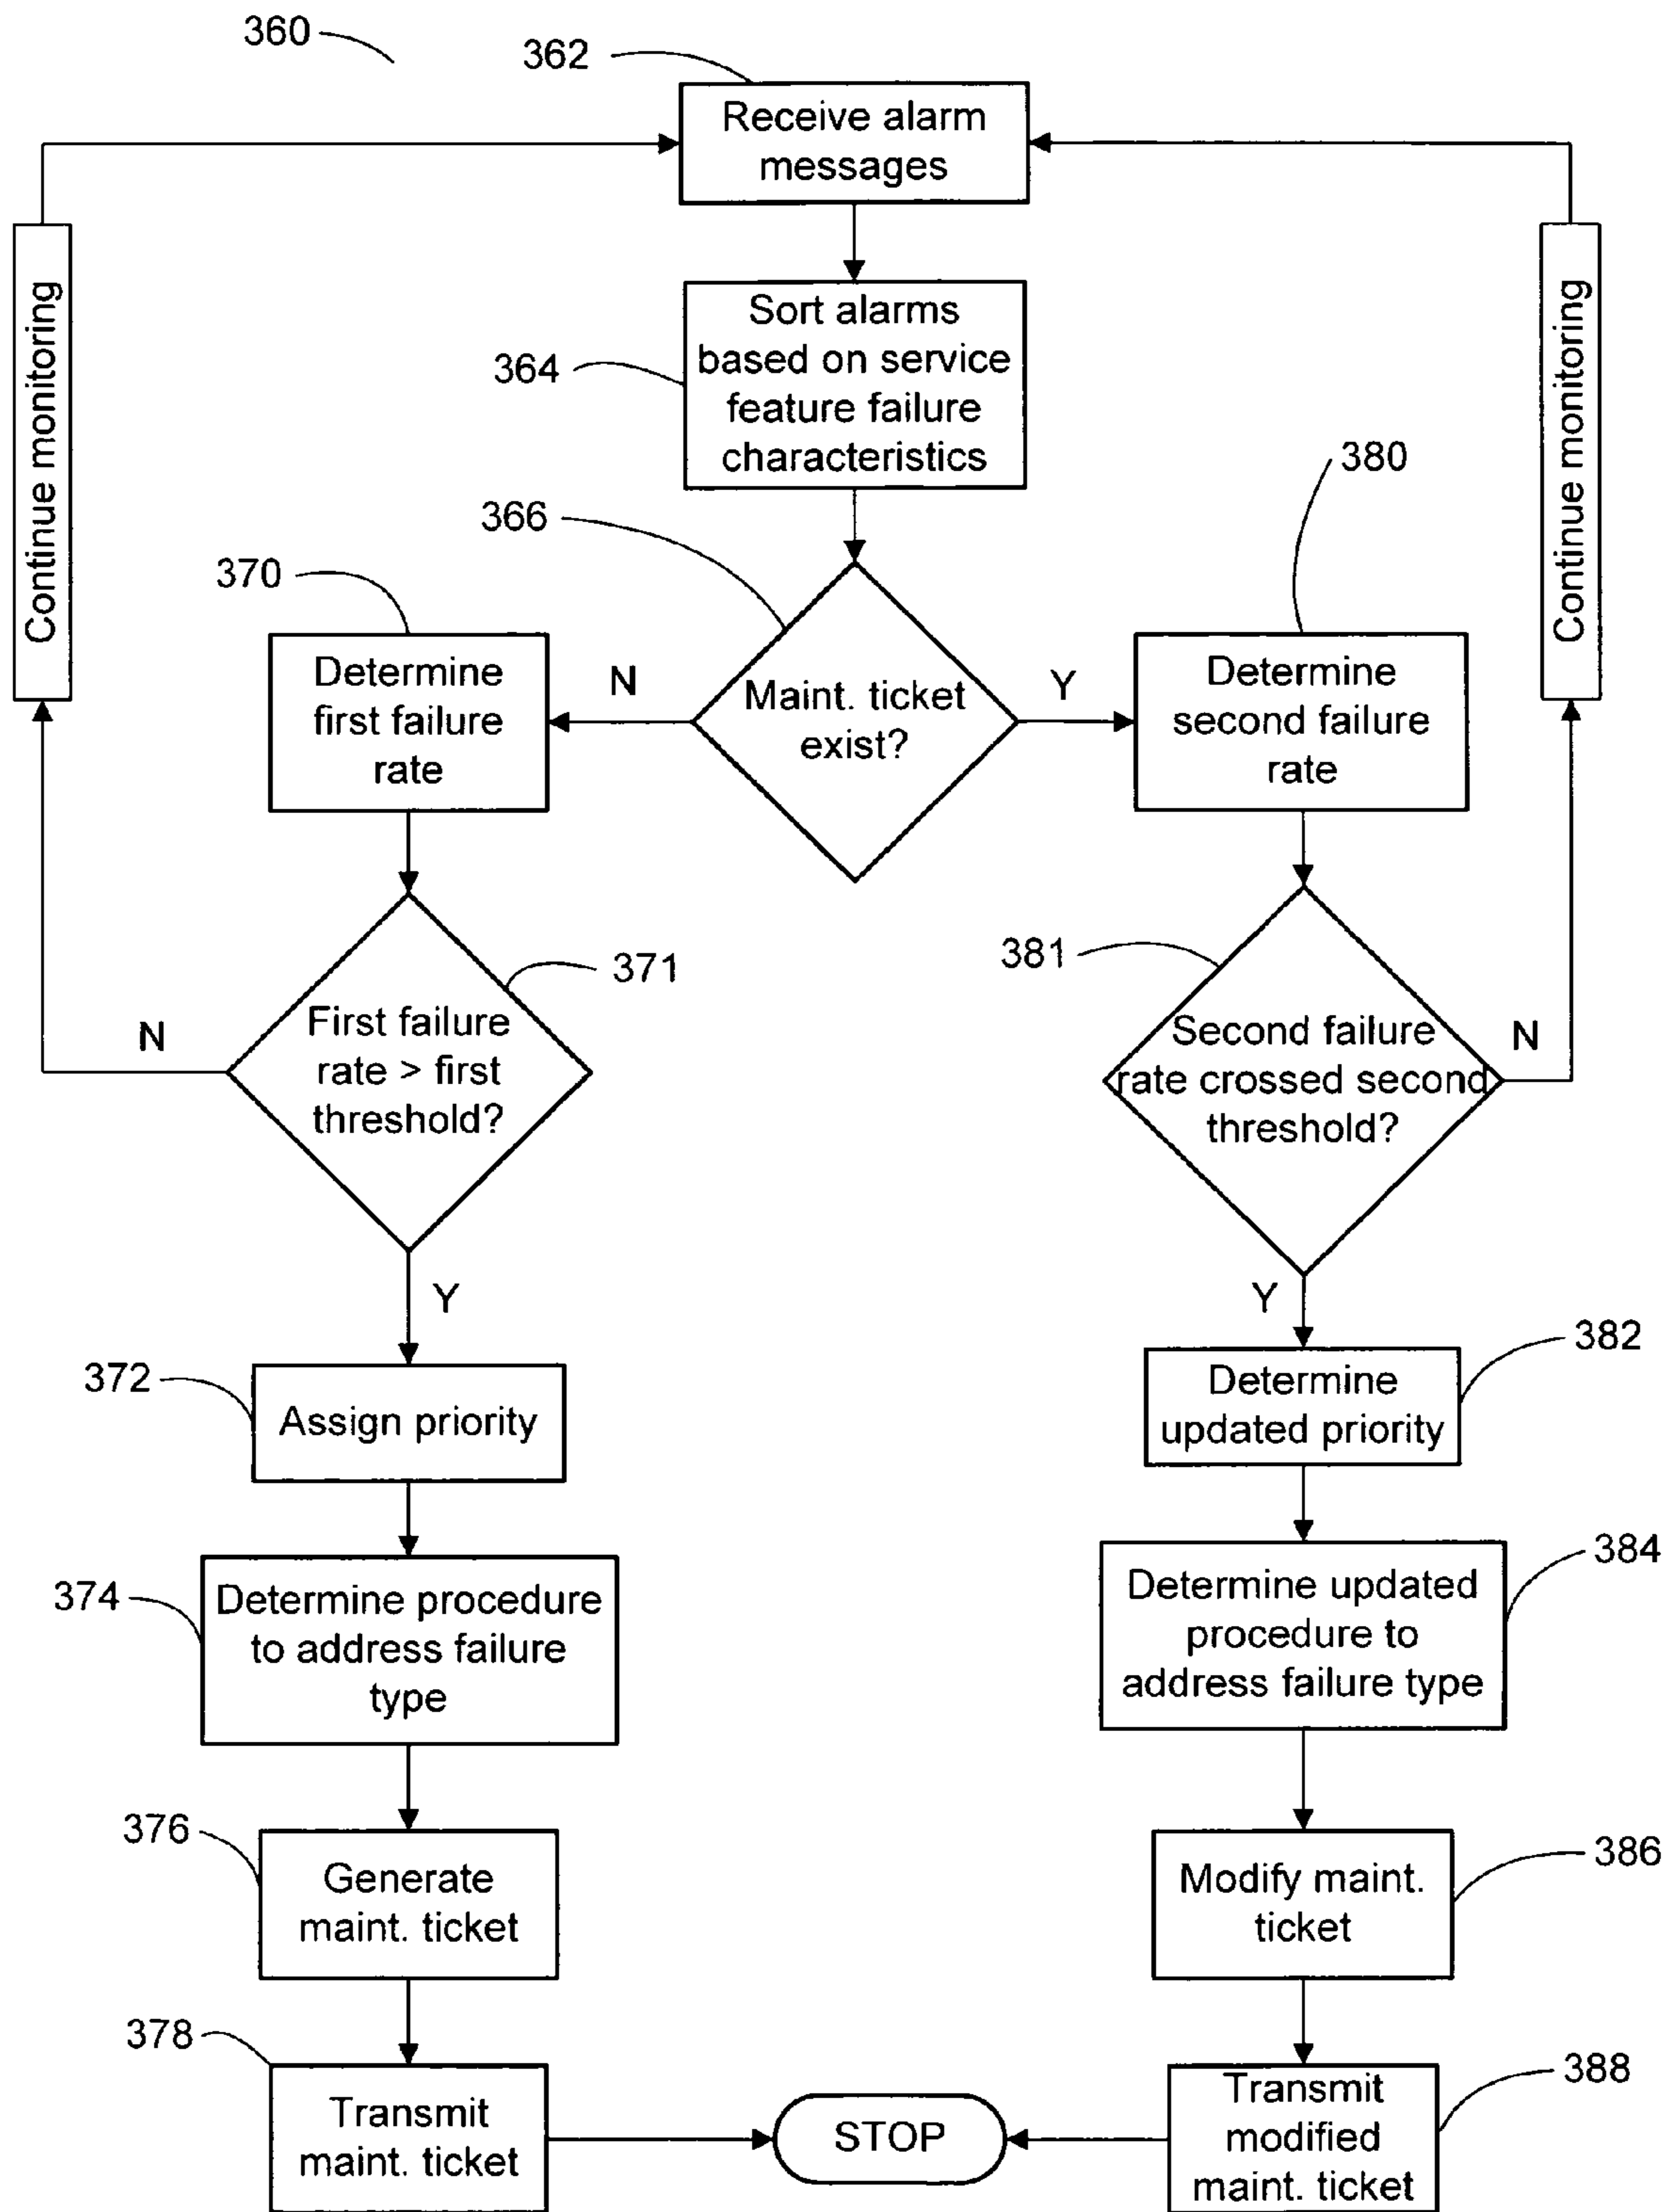 360
362
Receive alarm
messages
Continue monitoring
Continue monitoring
364
Sort alarms
based on service
feature failure
characteristics
380
366
370
Determine
first failure
rate
N
Maint. ticket
exist?
Y
Determine
second failure
rate
371
First failure
rate > first
threshold?
N
381
Second failure
rate crossed second
threshold?
N
Y
Y
372
Assign priority
382
Determine
updated priority
374
Determine procedure
to address failure
type
384
Determine updated
procedure to
address failure type
376
Generate
maint. ticket
386
Modify maint.
ticket
378
Transmit
maint. ticket
STOP
388
Transmit
modified
maint. ticket